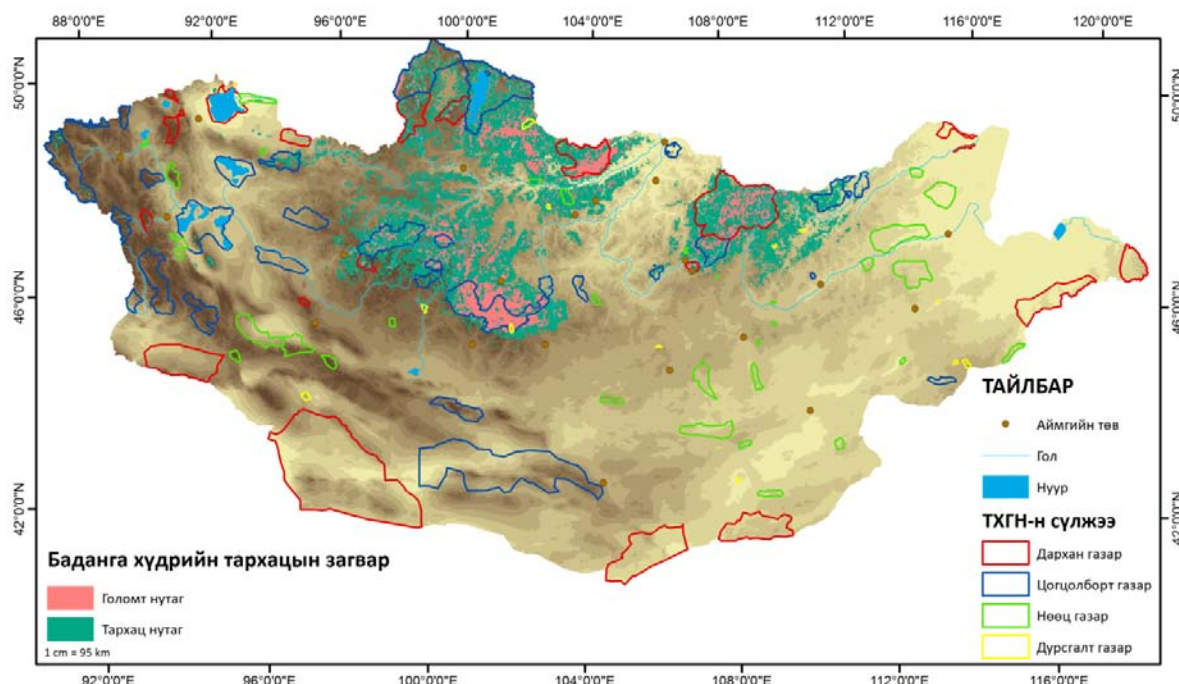 88°0'0"E 92°0'0"E 96°0'0"E 100°0'0"E 104°0'0"E 108°0'0"E 112°0'0"E 116°0'0"E 120°0'0"E
50°0'0"N
50°0'0"N
46°0'0"N
46°0'0"N
42°0'0"N
42°0'0"N
ТАЙЛБАР
Аймгийн төв
Гол
Нуур
ТХГН-н сүлжээ
Дархан газар
Цогцолборт газар
Нөөц газар
Дурсгалт газар
Баданга хүдрийн тархацын загвар
Голомт нутаг
Тархац нутаг
1 cm = 95 km
92°0'0"E 96°0'0"E 100°0'0"E 104°0'0"E 108°0'0"E 112°0'0"E 116°0'0"E